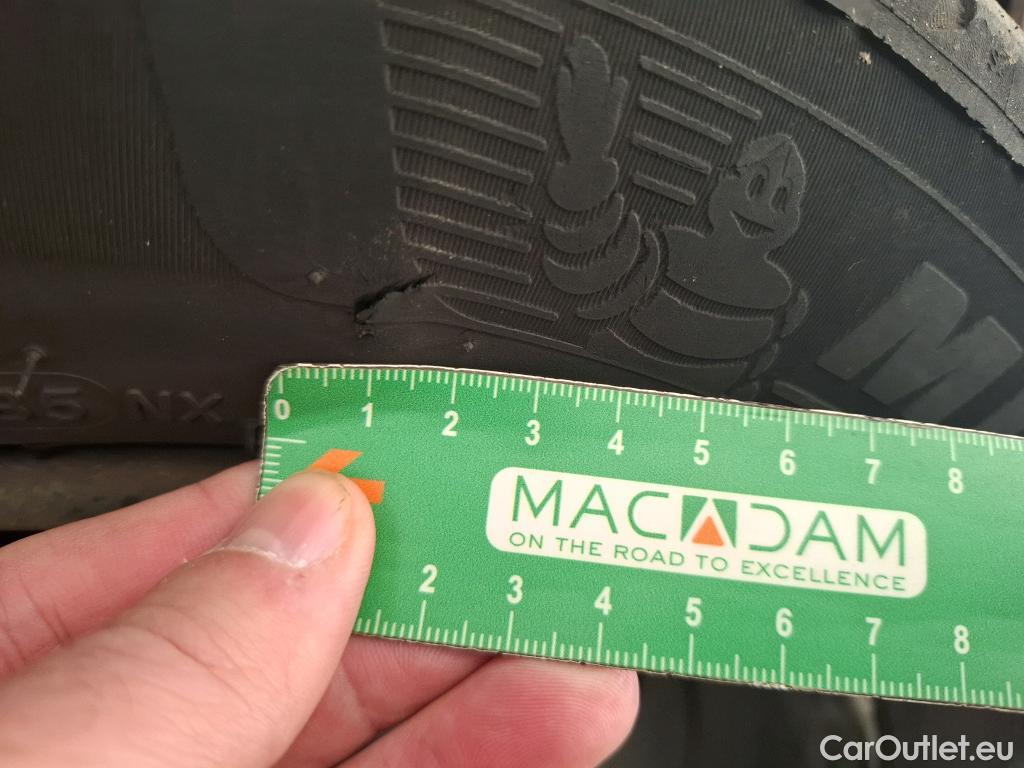 M
NX
0 1 2 3 4 5 6 7 8
MACADAM
ON THE ROAD TO EXCELLENCE
2 3 4 5 6 7 8
CarOutlet.eu